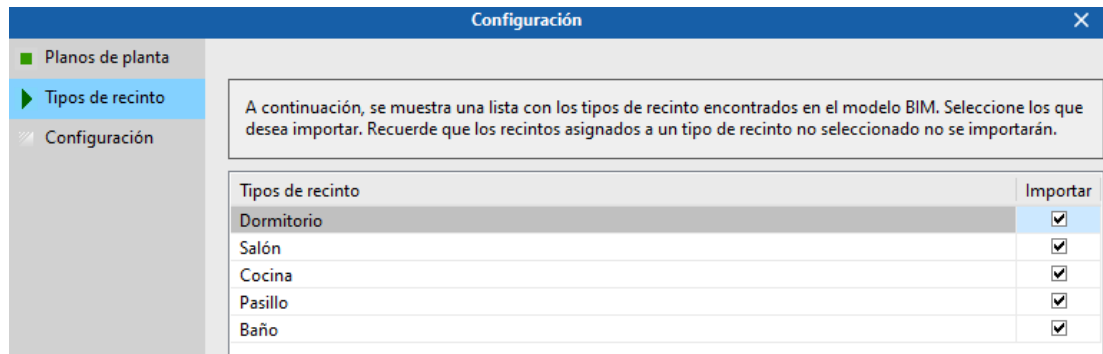 Configuración
Planos de planta
Tipos de recinto
Configuración
A continuación, se muestra una lista con los tipos de recinto encontrados en el modelo BIM. Seleccione los que
desea importar. Recuerde que los recintos asignados a un tipo de recinto no seleccionado no se importarán.
Tipos de recinto Importar
Dormitorio
Salón
Cocina
Pasillo
Baño